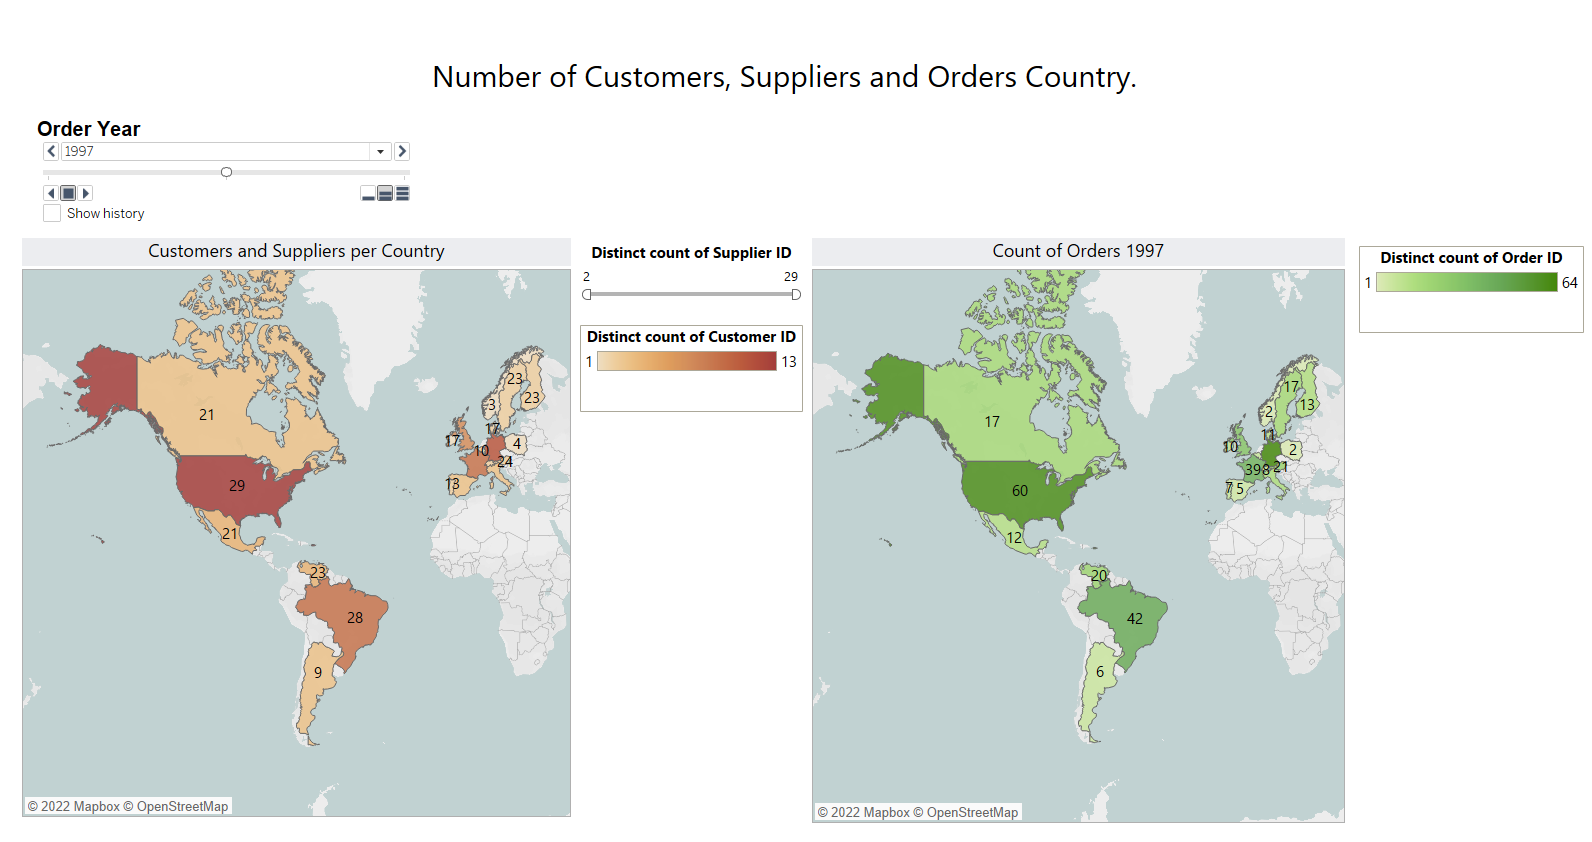 Number of Customers, Suppliers and Orders Country.
Order Year
1997
Show history
Customers and Suppliers per Country
21
29
21
23
28
9
23
3
23
17
17
10
4
24
13
© 2022 Mapbox © OpenStreetMap
Distinct count of Supplier ID
2 29
Distinct count of Customer ID
1 13
Count of Orders 1997
17
60
12
20
42
6
17
2
13
11
10
2
39 8 21
7 5
© 2022 Mapbox © OpenStreetMap
Distinct count of Order ID
1 64